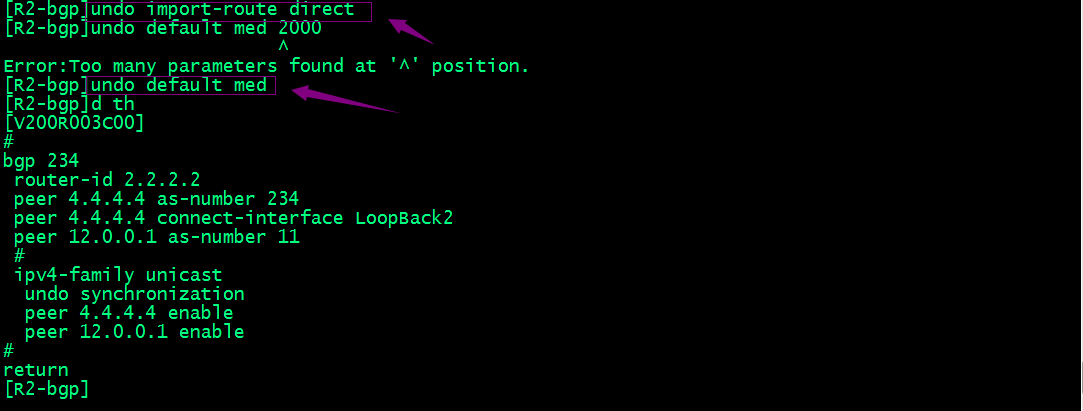 [R2-bgp]undo import-route direct
[R2-bgp]undo default med 2000
^
Error:Too many parameters found at '^' position.
[R2-bgp]undo default med
[R2-bgp]d th
[V200R003C00]
#
bgp 234
router-id 2.2.2.2
peer 4.4.4.4 as-number 234
peer 4.4.4.4 connect-interface LoopBack2
peer 12.0.0.1 as-number 11
#
ipv4-family unicast
undo synchronization
peer 4.4.4.4 enable
peer 12.0.0.1 enable
#
return
[R2-bgp]